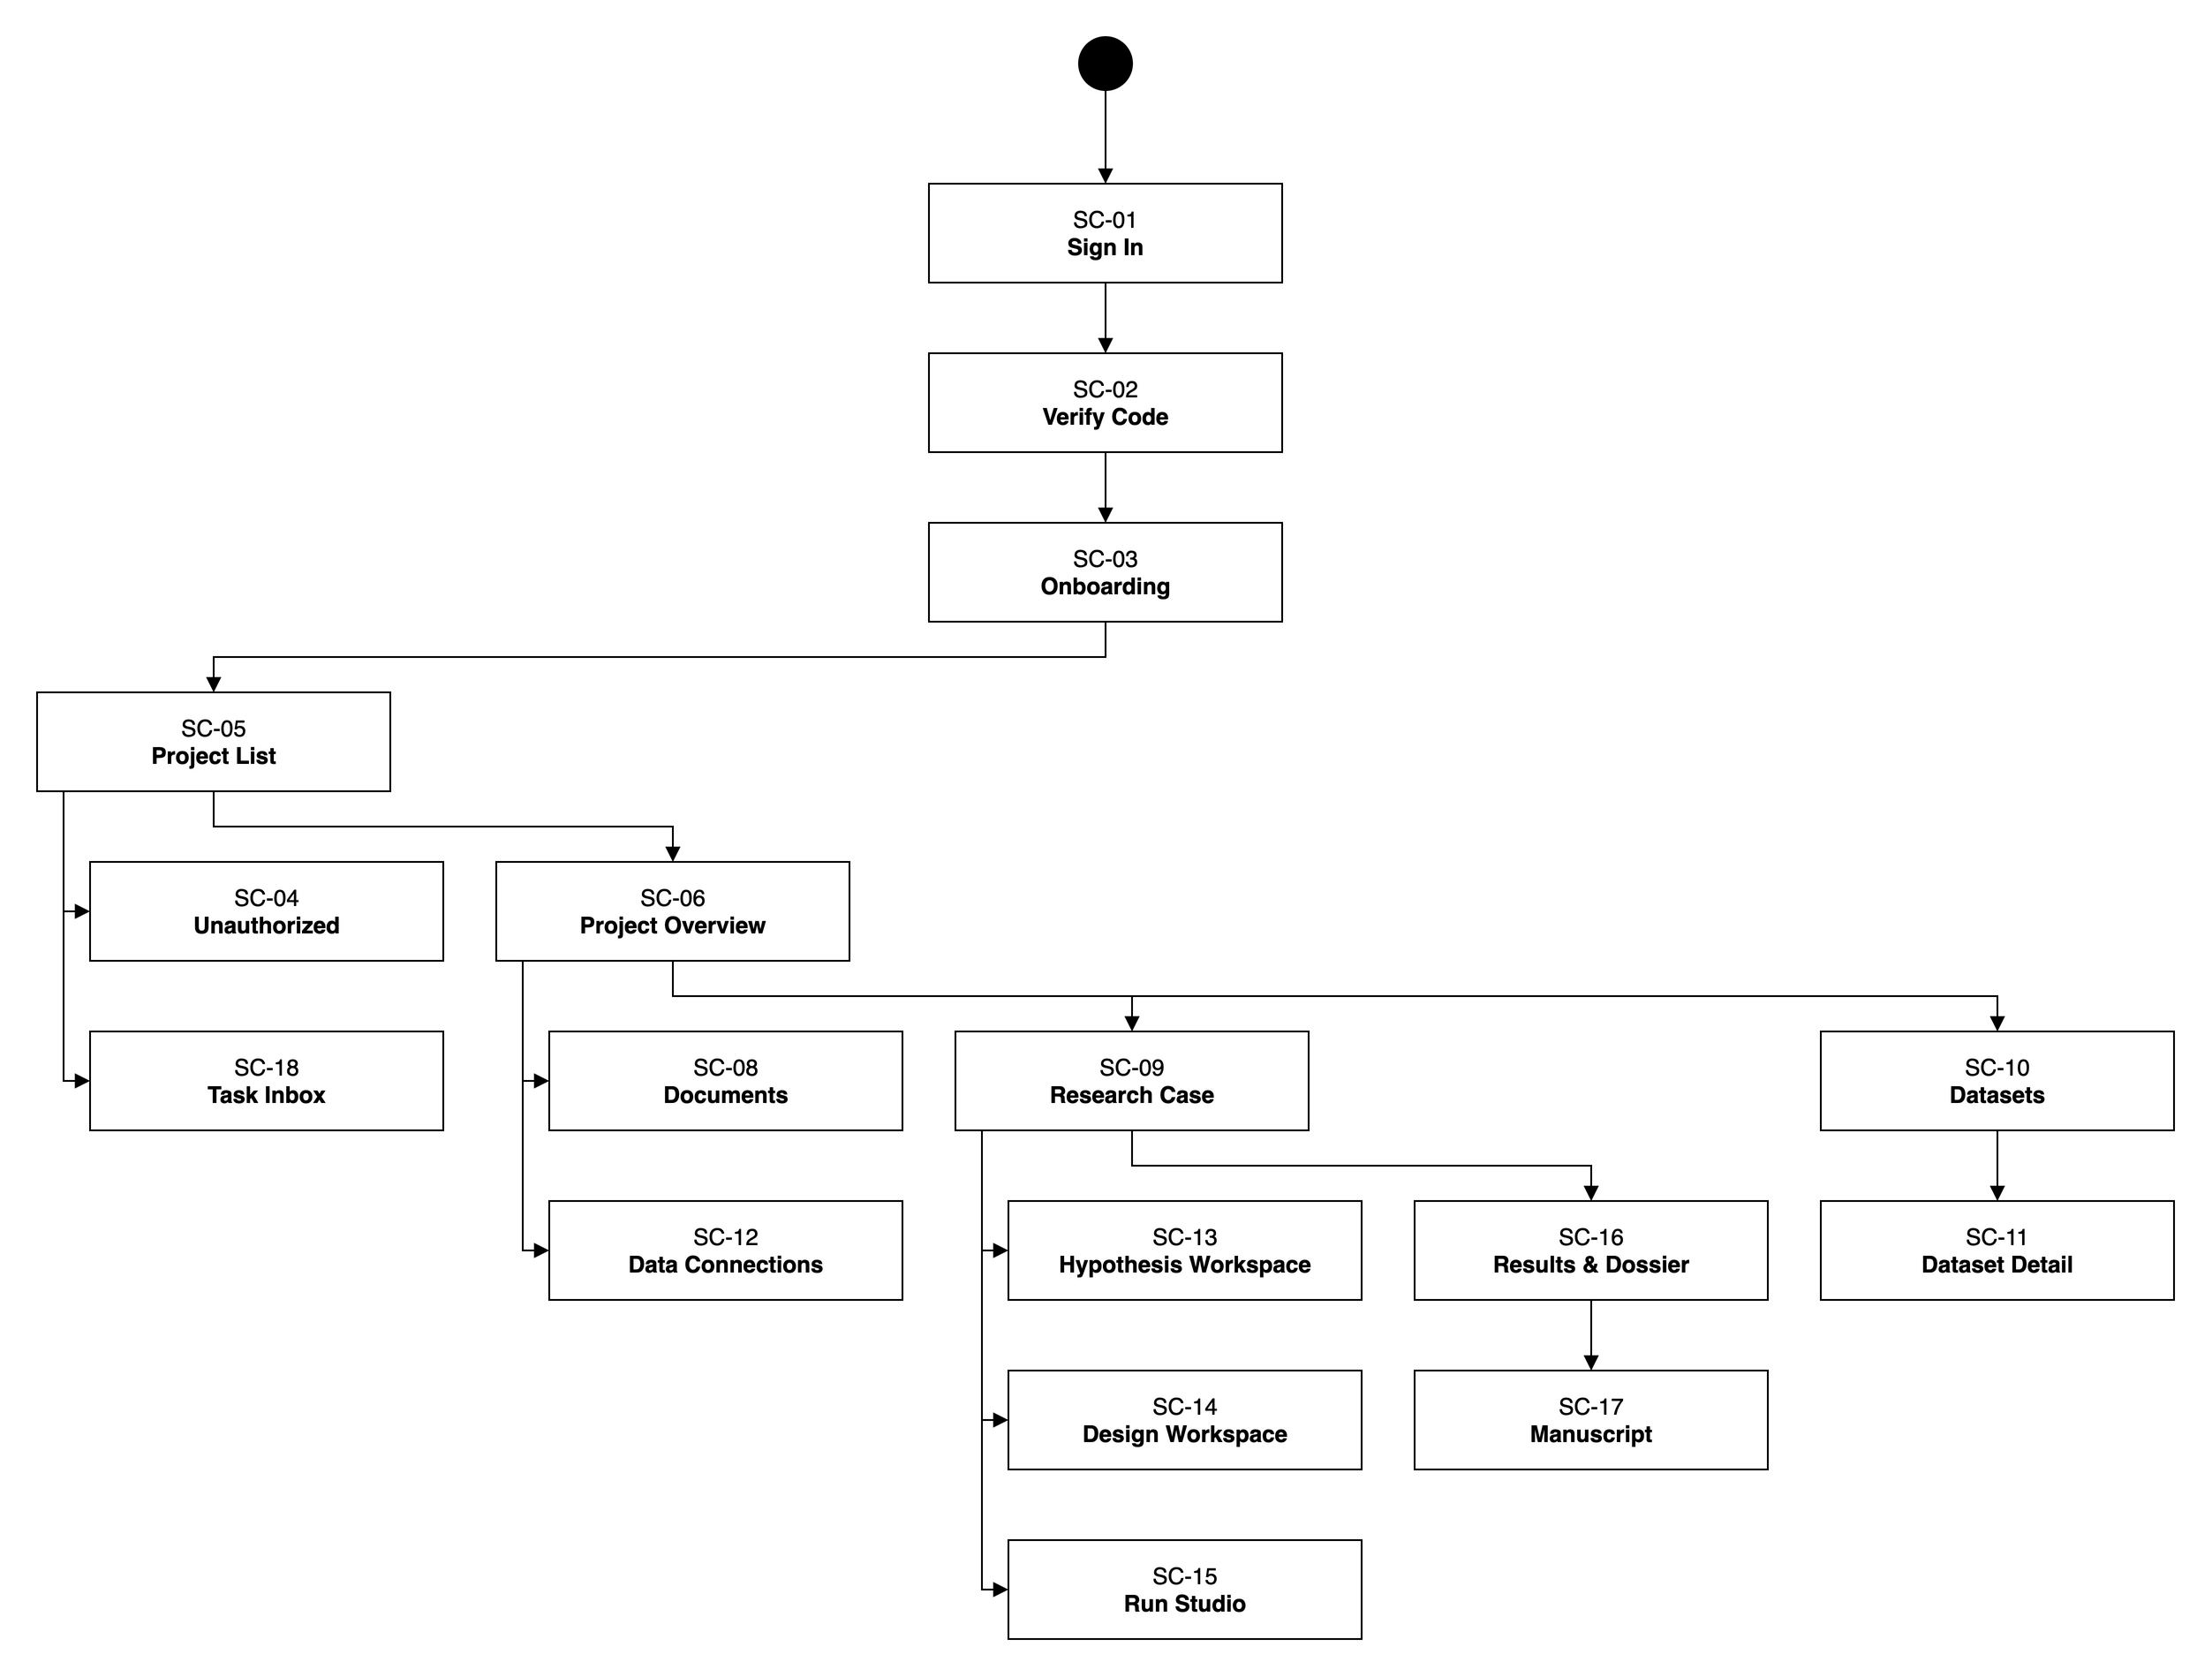 SC-01
Sign In
SC-02
Verify Code
SC-03
Onboarding
SC-05
Project List
SC-04
Unauthorized
SC-06
Project Overview
SC-18
Task Inbox
SC-08
Documents
SC-09
Research Case
SC-10
Datasets
SC-12
Data Connections
SC-13
Hypothesis Workspace
SC-16
Results & Dossier
SC-11
Dataset Detail
SC-14
Design Workspace
SC-17
Manuscript
SC-15
Run Studio